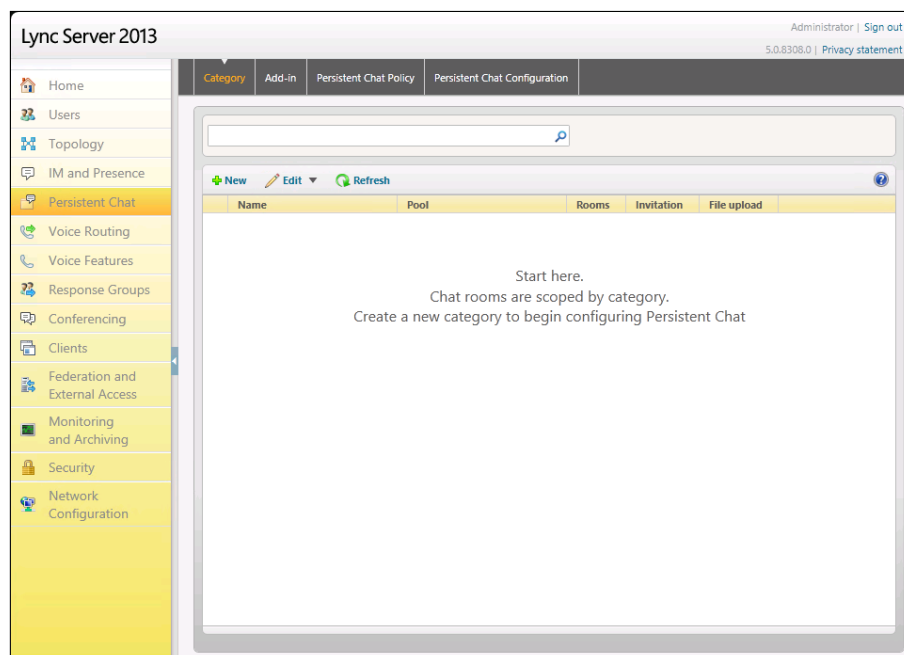 Lync Server 2013
Administrator | Sign out
5.0.8308.0 | Privacy statement
Home
Users
Topology
IM and Presence
Persistent Chat
Voice Routing
Voice Features
Response Groups
Conferencing
Clients
Federation and
External Access
Monitoring
and Archiving
Security
Network
Configuration
Category Add-in Persistent Chat Policy Persistent Chat Configuration
New Edit Refresh
Name Pool Rooms Invitation File upload
Start here.
Chat rooms are scoped by category.
Create a new category to begin configuring Persistent Chat